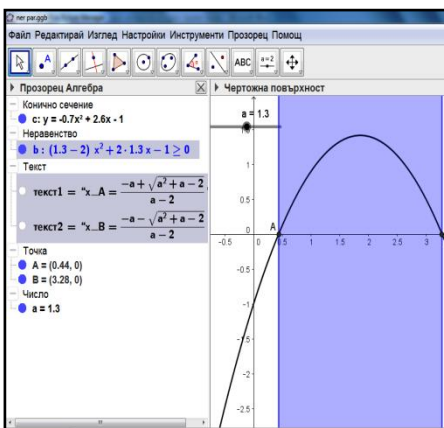 ner par.ggb
Файл Редактирай Изглед Настройки Инструменти Прозорец Помощ
A ABC a=2
Прозорец Алгебра
Чертожна повърхност
Конично сечение
c: y = -0.7x² + 2.6x - 1
Неравенство
b : (1.3 − 2) x² + 2 · 1.3 x − 1 ≥ 0
Текст
текст1 = “x_A = (−a + √(a² + a − 2))/(a − 2)
текст2 = “x_B = (−a − √(a² + a − 2))/(a − 2)
Точка
A = (0.44, 0)
B = (3.28, 0)
Число
a = 1.3
a = 1.3
1
0.5
A
-0.5 0 0.5 1 1.5 2 2.5 3
-0.5
-1
-1.5
-2
-2.5